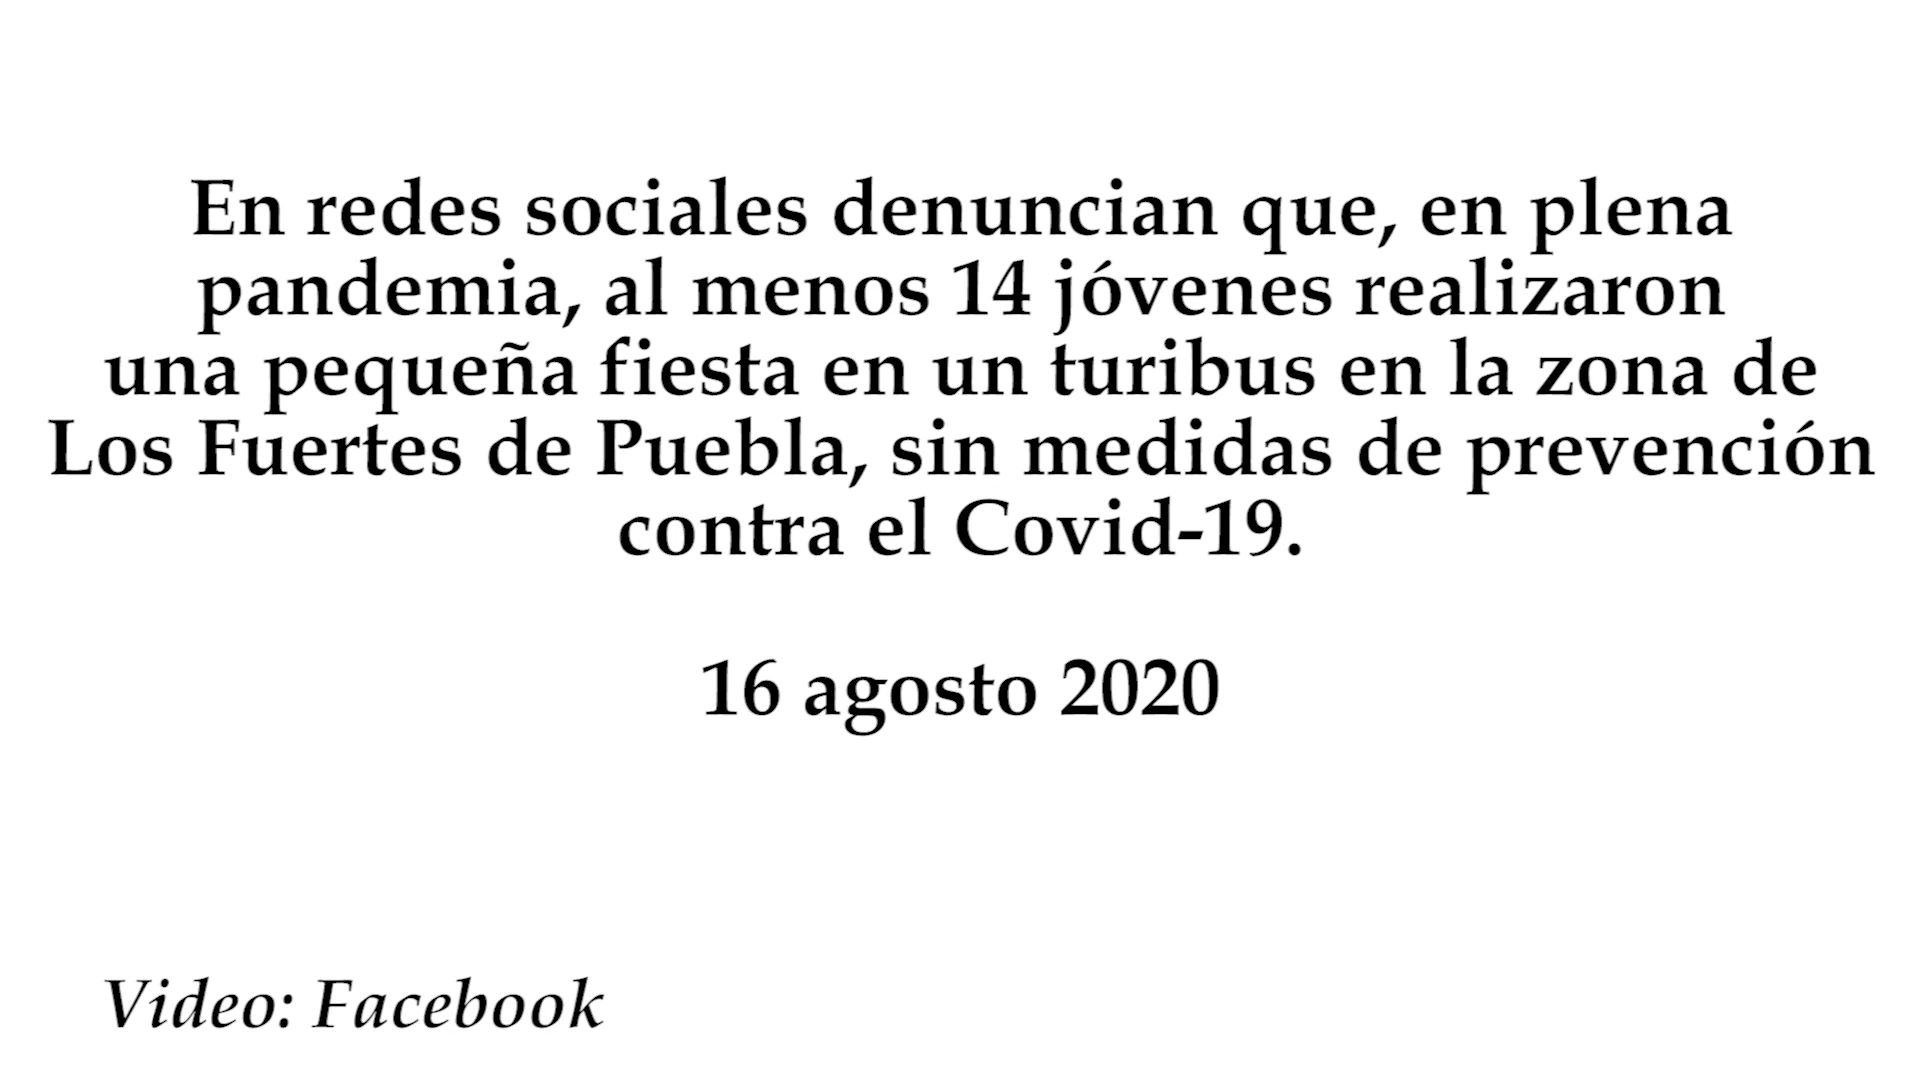 En redes sociales denuncian que, en plena
pandemia, al menos 14 jóvenes realizaron
una pequeña fiesta en un turibus en la zona de
Los Fuertes de Puebla, sin medidas de prevención
contra el Covid-19.
16 agosto 2020
Video: Facebook